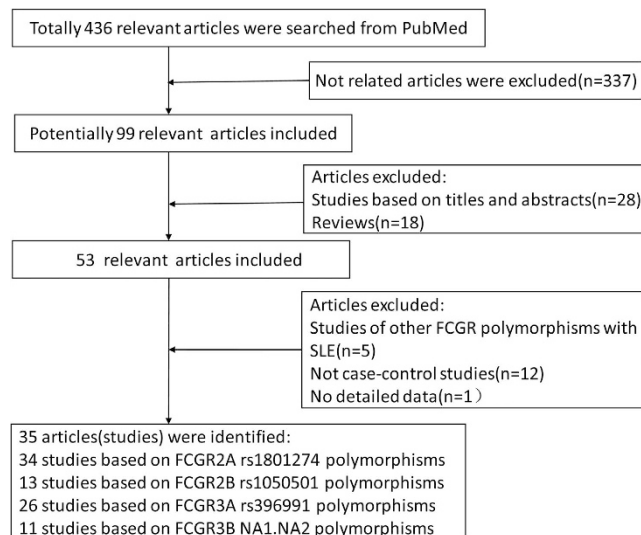 Totally 436 relevant articles were searched from PubMed
Not related articles were excluded(n=337)
Potentially 99 relevant articles included
Articles excluded:
Studies based on titles and abstracts(n=28)
Reviews(n=18)
53 relevant articles included
Articles excluded:
Studies of other FCGR polymorphisms with
SLE(n=5)
Not case-control studies(n=12)
No detailed data(n=1）
35 articles(studies) were identified:
34 studies based on FCGR2A rs1801274 polymorphisms
13 studies based on FCGR2B rs1050501 polymorphisms
26 studies based on FCGR3A rs396991 polymorphisms
11 studies based on FCGR3B NA1.NA2 polymorphisms